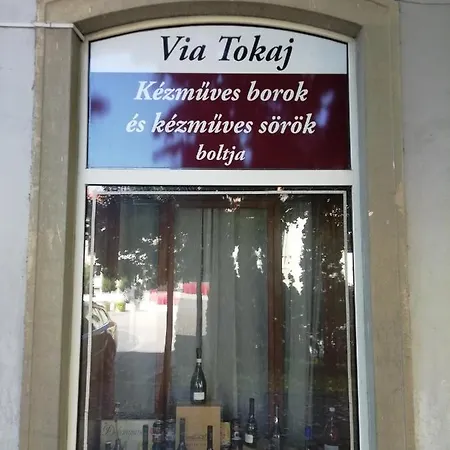 Via Tokaj
Kézműves borok
és kézműves sörök
boltja